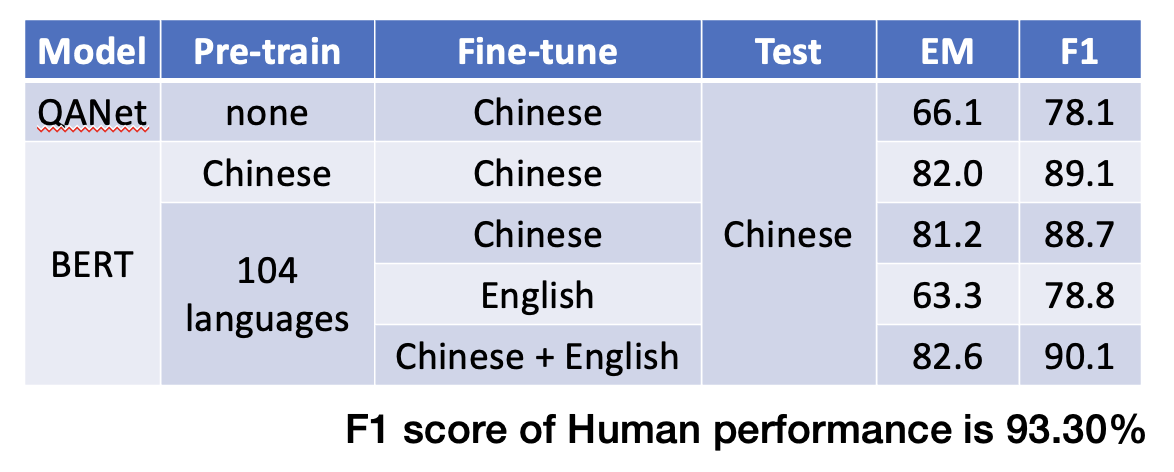 Model Pre-train Fine-tune Test EM F1
QANet none Chinese 66.1 78.1
Chinese Chinese 82.0 89.1
BERT 104 languages Chinese Chinese 81.2 88.7
English 63.3 78.8
Chinese + English 82.6 90.1
F1 score of Human performance is 93.30%